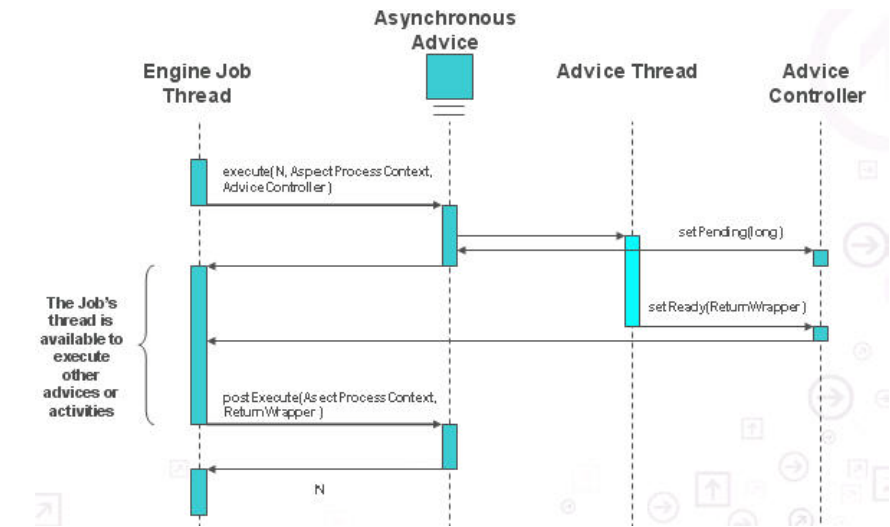 Asynchronous
Advice
Engine Job
Thread
Advice Thread
Advice
Controller
execute(N, AspectProcessContext,
AdviceController)
setPending(long)
The Job's
thread is
available to
execute
other
advices or
activities
setReady(ReturnWrapper)
postExecute(AsectProcessContext,
ReturnWrapper)
N